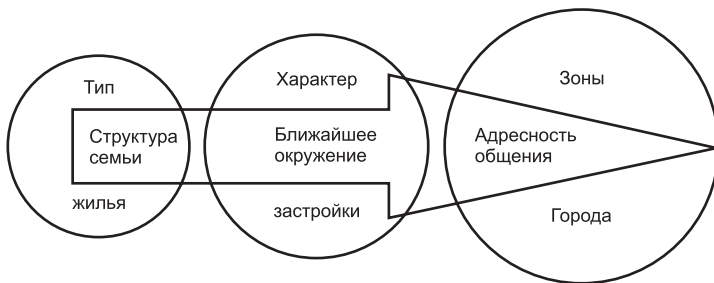 Тип
Структура
семьи
жилья
Характер
Ближайшее
окружение
застройки
Зоны
Адресность
общения
Города